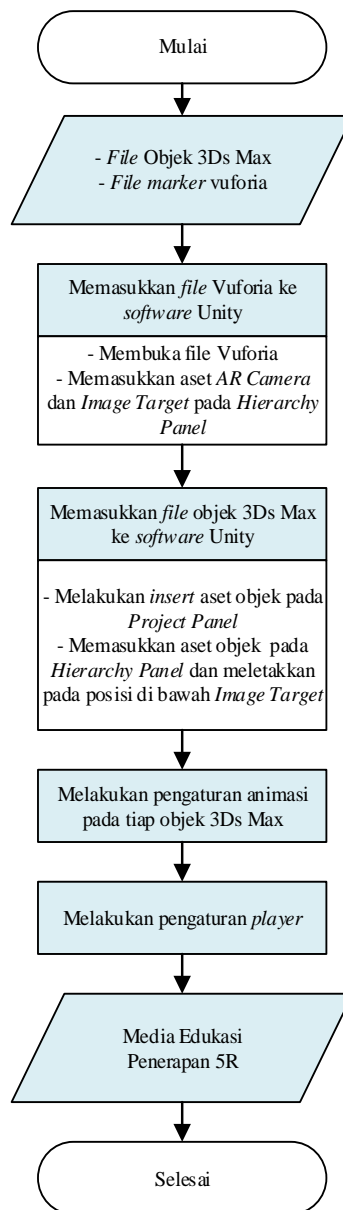 Mulai
- File Objek 3Ds Max
- File marker vuforia
Memasukkan file Vuforia ke
software Unity
- Membuka file Vuforia
- Memasukkan aset AR Camera
dan Image Target pada Hierarchy
Panel
Memasukkan file objek 3Ds Max
ke software Unity
- Melakukan insert aset objek pada
Project Panel
- Memasukkan aset objek pada
Hierarchy Panel dan meletakkan
pada posisi di bawah Image Target
Melakukan pengaturan animasi
pada tiap objek 3Ds Max
Melakukan pengaturan player
Media Edukasi
Penerapan 5R
Selesai